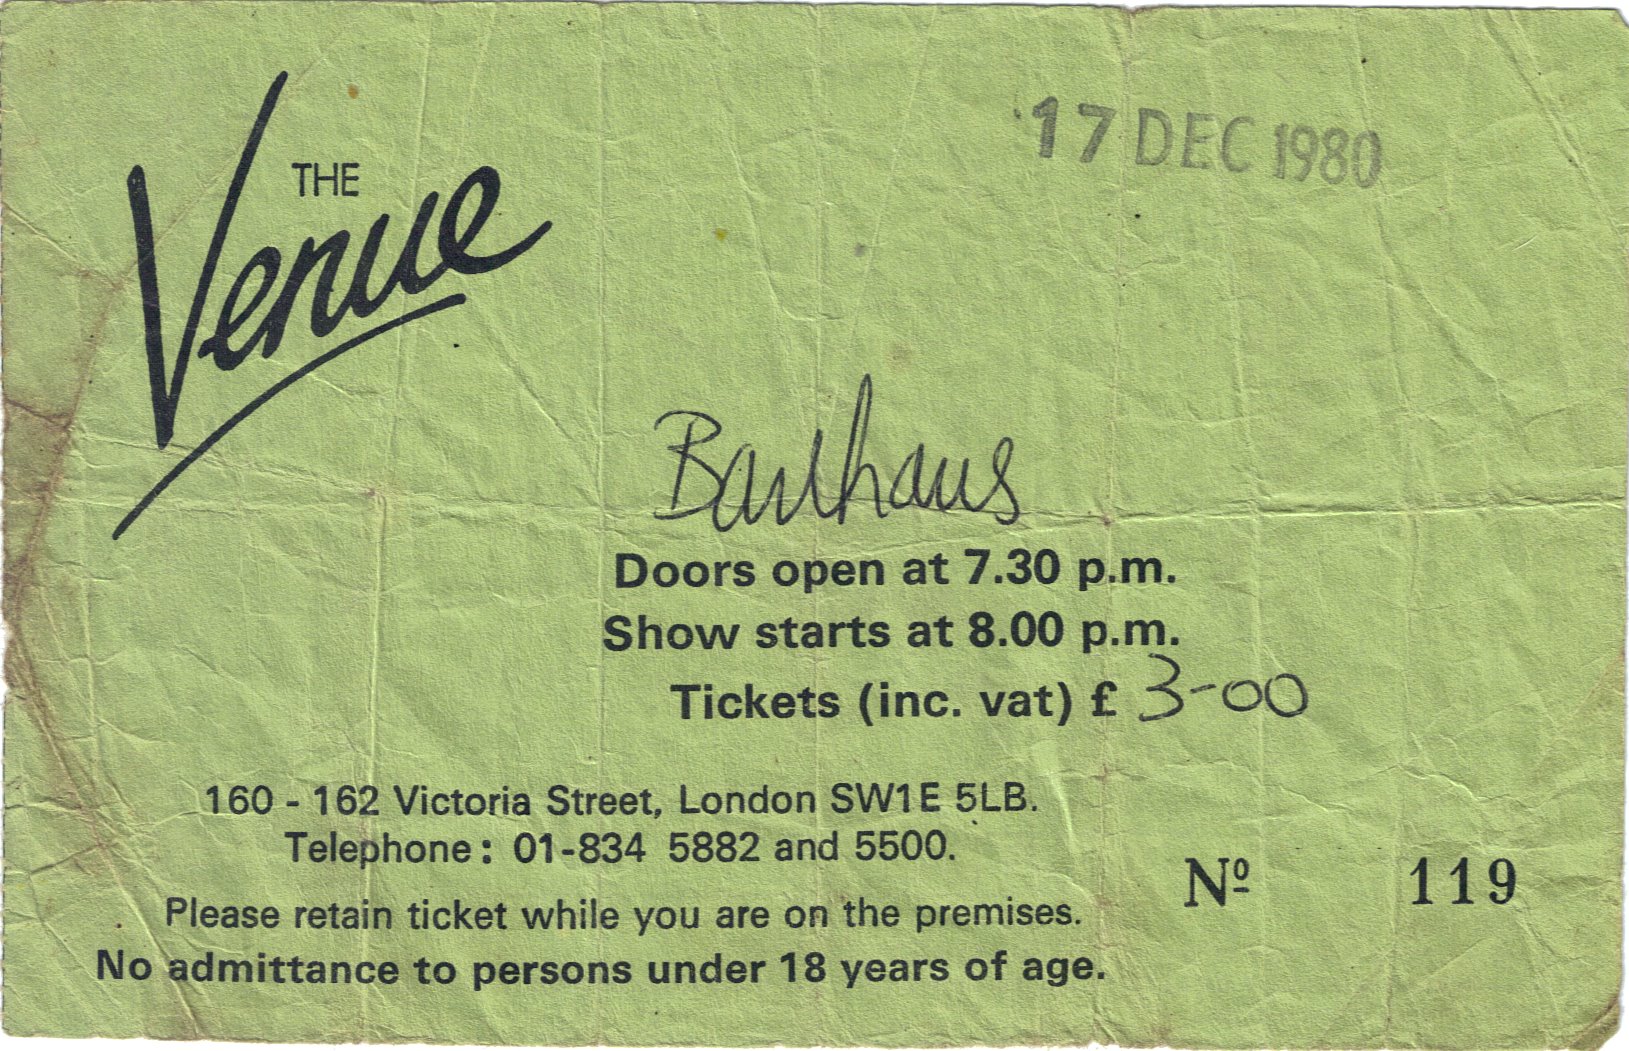 17 DEC 1980
THE
Venue
Bauhaus
Doors open at 7.30 p.m.
Show starts at 8.00 p.m.
Tickets (inc. vat) £ 3-00
160 - 162 Victoria Street, London SW1E 5LB.
Telephone: 01-834 5882 and 5500.
Nº 119
Please retain ticket while you are on the premises.
No admittance to persons under 18 years of age.